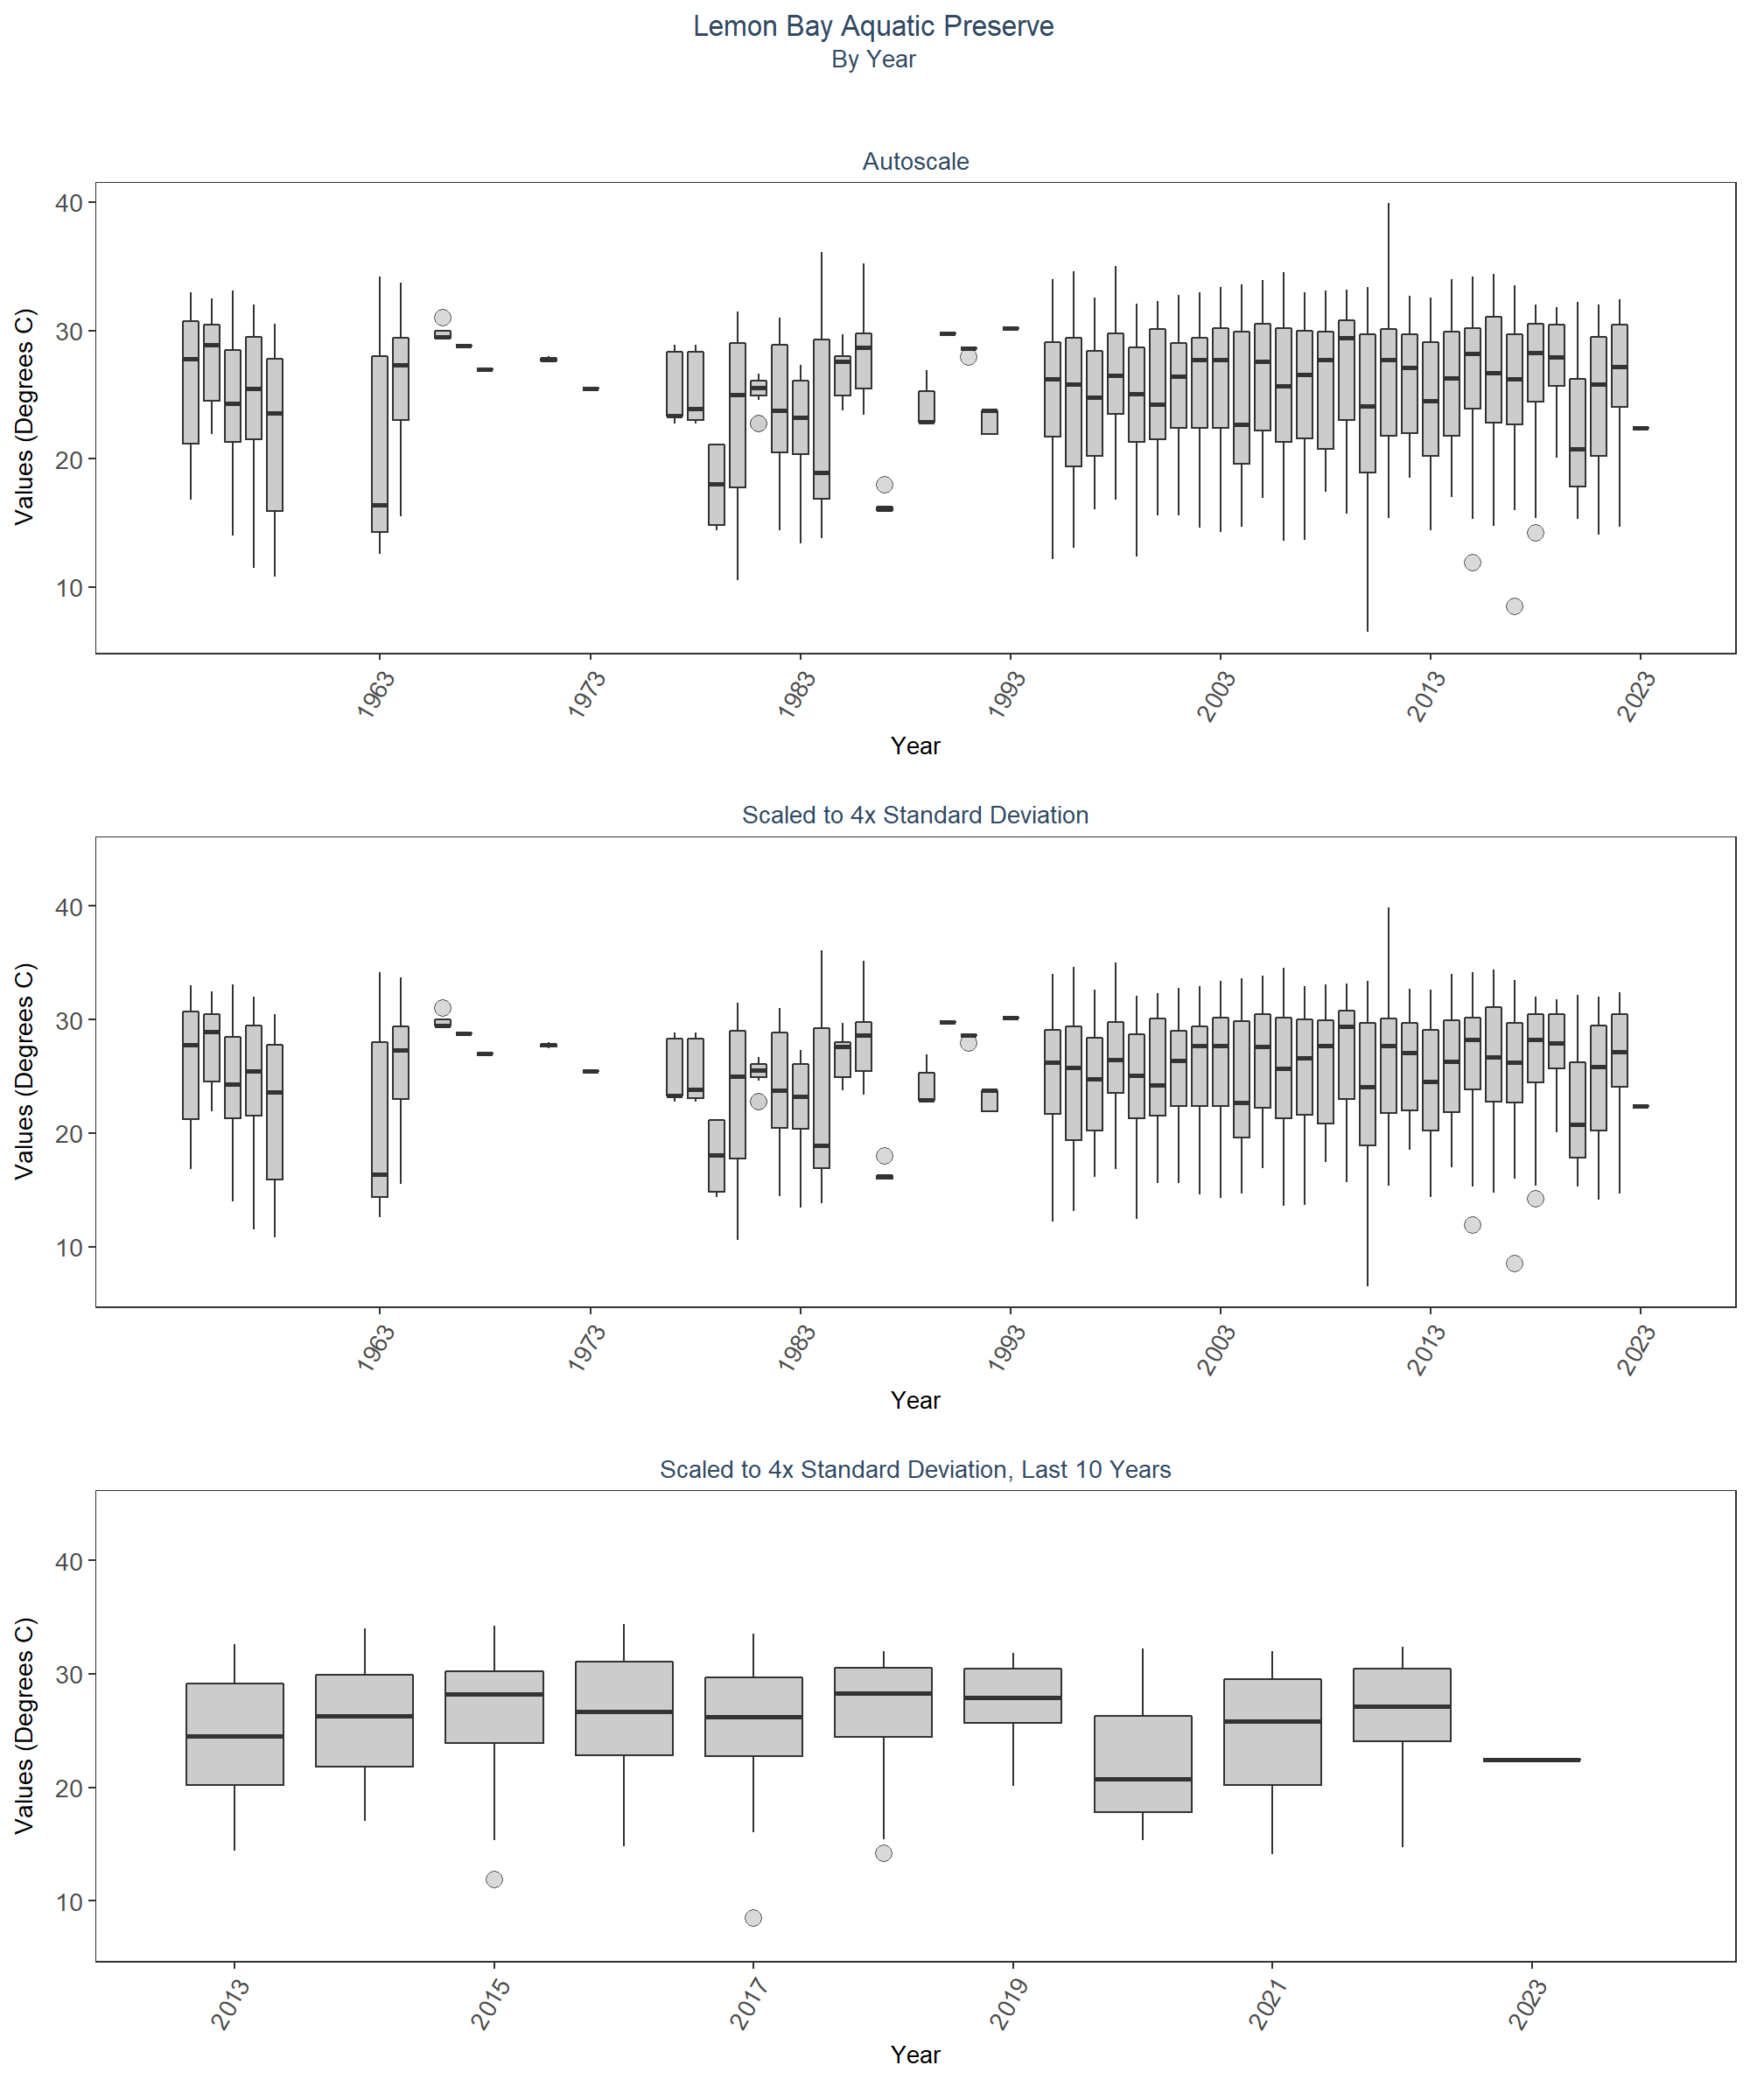 Lemon Bay Aquatic Preserve
By Year
Autoscale
Values (Degrees C)
40
30
20
10
1963 1973 1983 1993 2003 2013 2023
Year
Scaled to 4x Standard Deviation
Values (Degrees C)
40
30
20
10
1963 1973 1983 1993 2003 2013 2023
Year
Scaled to 4x Standard Deviation, Last 10 Years
Values (Degrees C)
40
30
20
10
2013 2015 2017 2019 2021 2023
Year